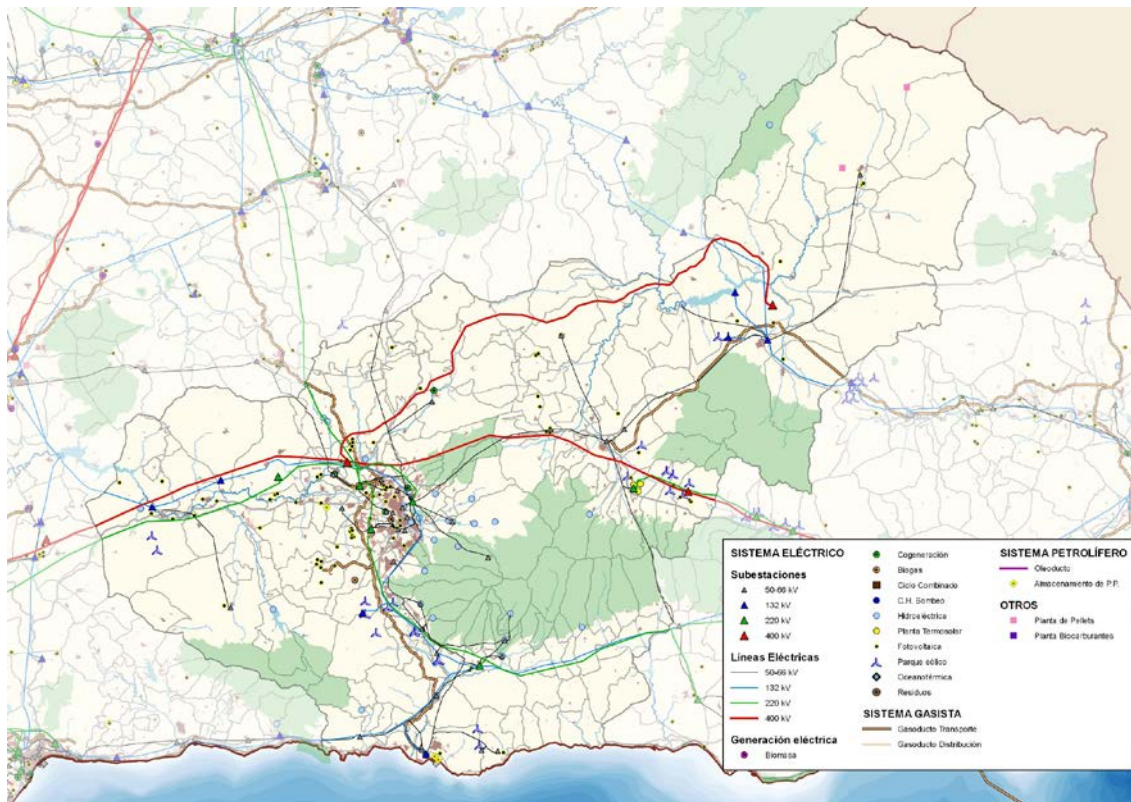 SISTEMA ELÉCTRICO
Subestaciones
50-66 kV
132 kV
220 kV
400 kV
Líneas Eléctricas
50-66 kV
132 kV
220 kV
400 kV
Generación eléctrica
Biomasa
Cogeneración
Biogas
Ciclo Combinado
C.H. Bombeo
Hidroeléctrica
Planta Termosolar
Fotovoltaica
Parque eólico
Oceanotérmica
Residuos
SISTEMA GASISTA
Gasoducto Transporte
Gasoducto Distribución
SISTEMA PETROLÍFERO
Oleoducto
Almacenamiento de P.P.
OTROS
Planta de Pellets
Planta Biocarburantes